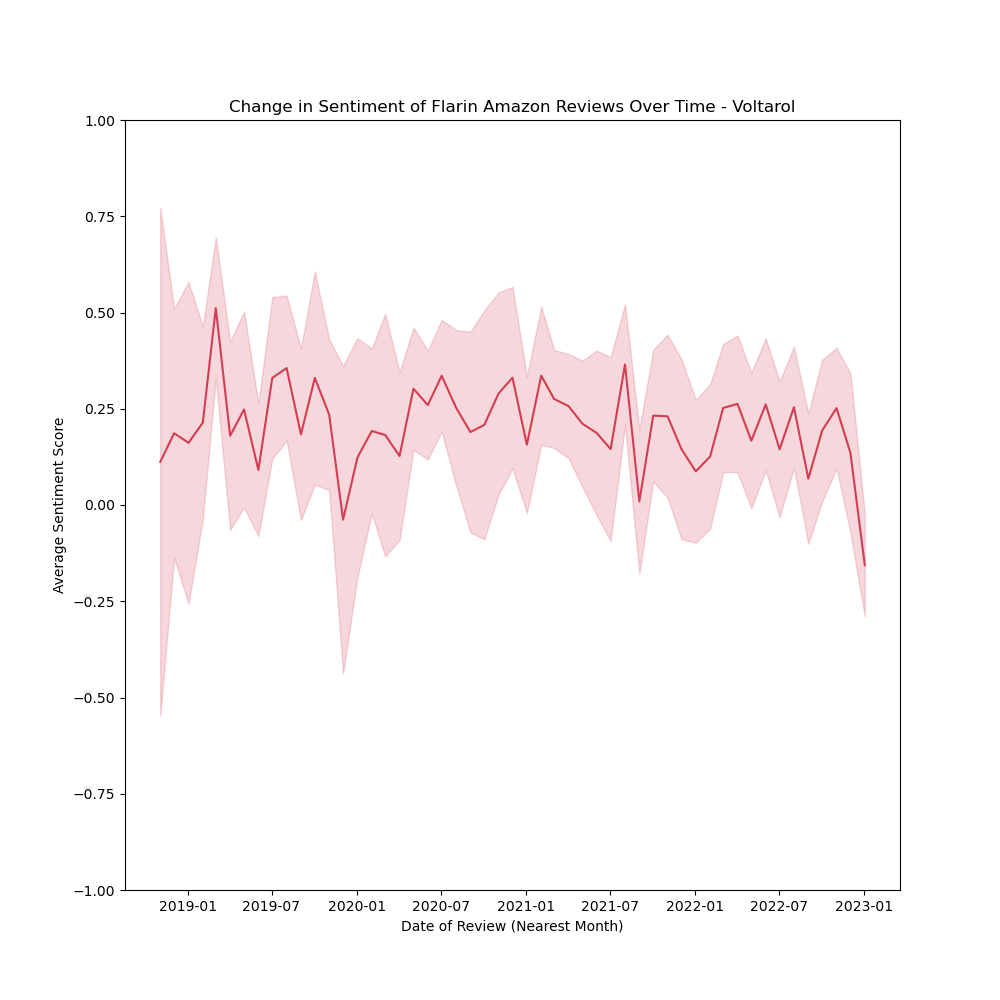 Change in Sentiment of Flarin Amazon Reviews Over Time - Voltarol
1.00
0.75
0.50
0.25
0.00
−0.25
−0.50
−0.75
−1.00
Average Sentiment Score
2019-01 2019-07 2020-01 2020-07 2021-01 2021-07 2022-01 2022-07 2023-01
Date of Review (Nearest Month)